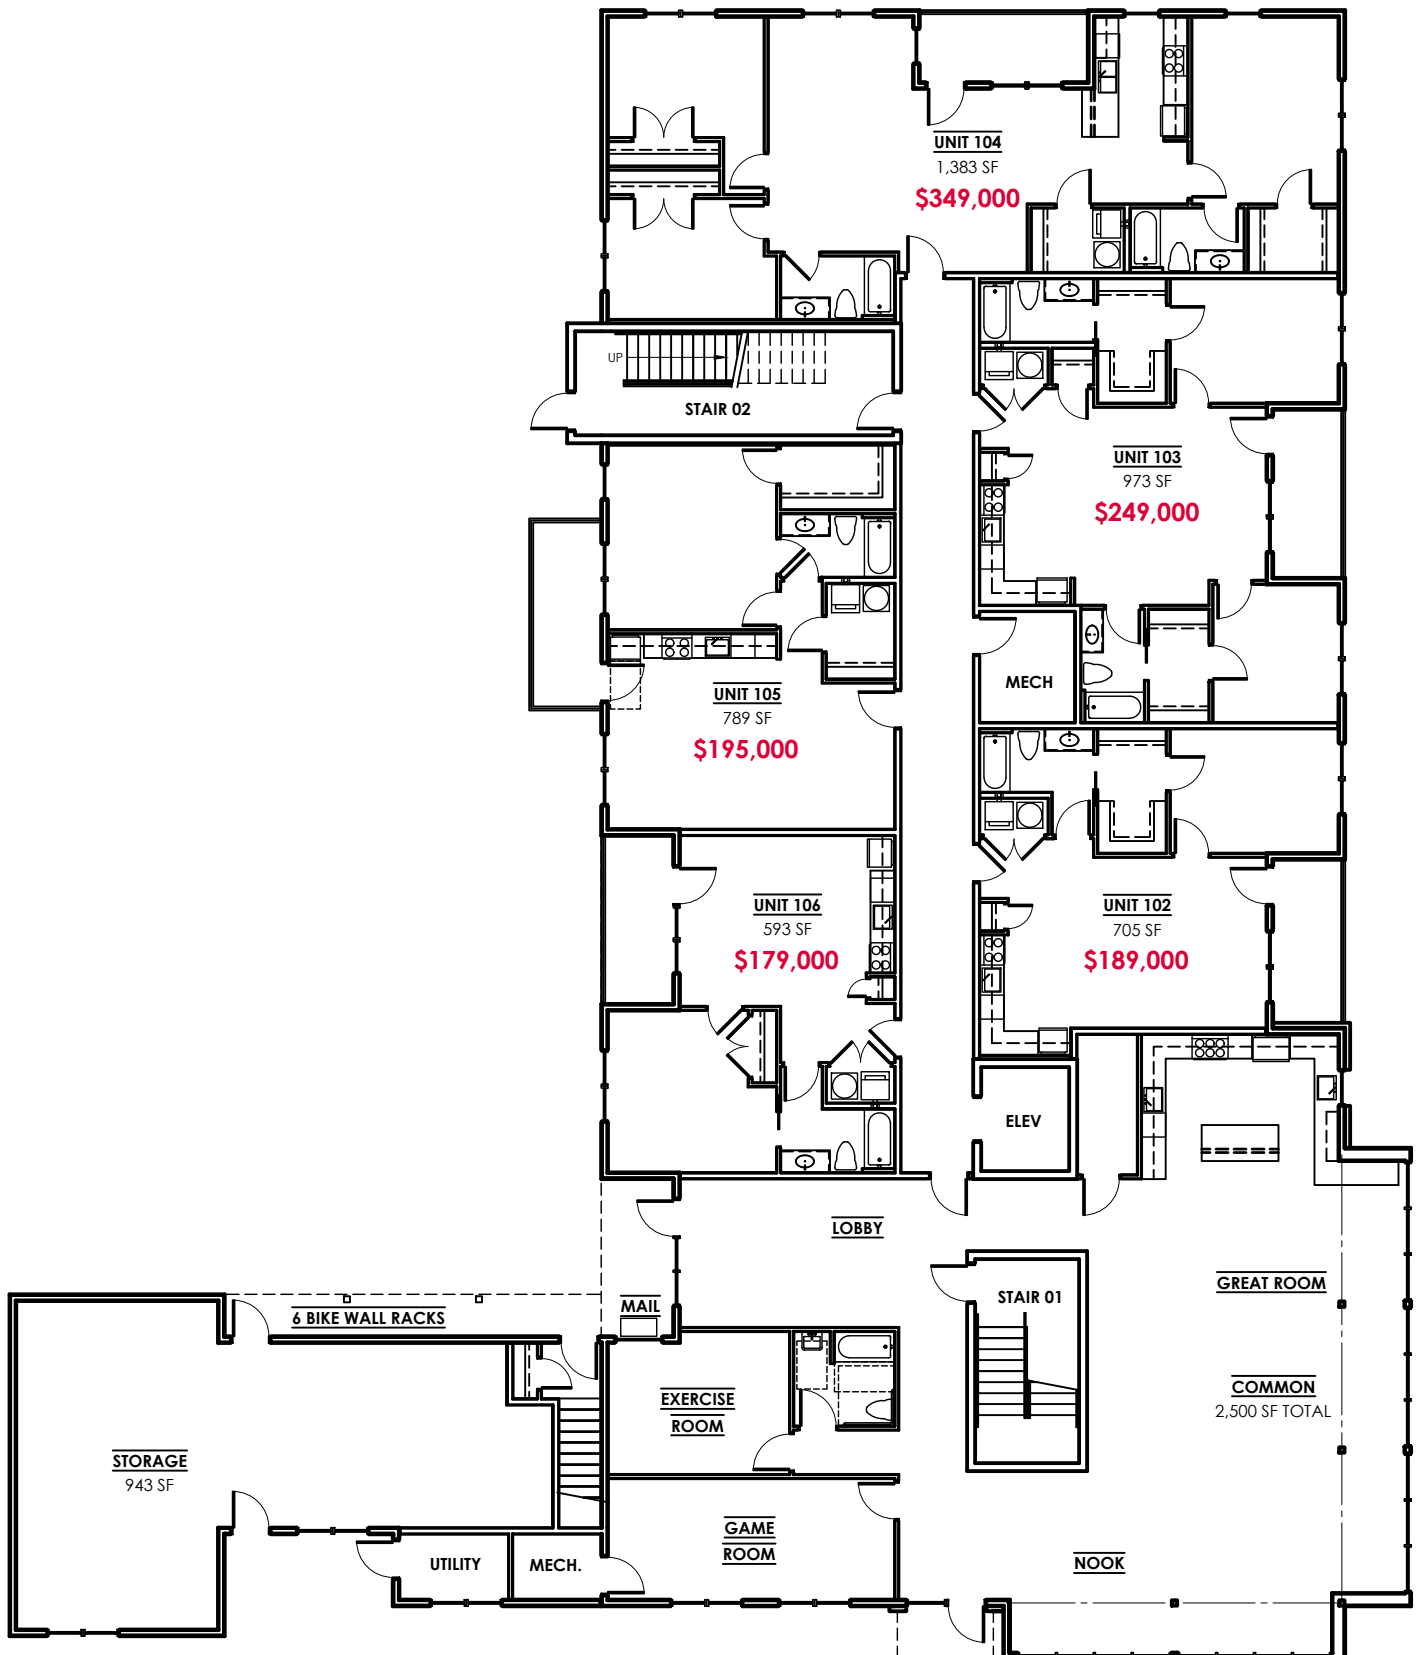 UNIT 104
1,383 SF
$349,000
UP
STAIR 02
UNIT 103
973 SF
$249,000
MECH
UNIT 105
789 SF
$195,000
UNIT 106
593 SF
$179,000
UNIT 102
705 SF
$189,000
ELEV
LOBBY
GREAT ROOM
STAIR 01
MAIL
6 BIKE WALL RACKS
EXERCISE
ROOM
COMMON
2,500 SF TOTAL
STORAGE
943 SF
GAME
ROOM
UTILITY
MECH.
NOOK